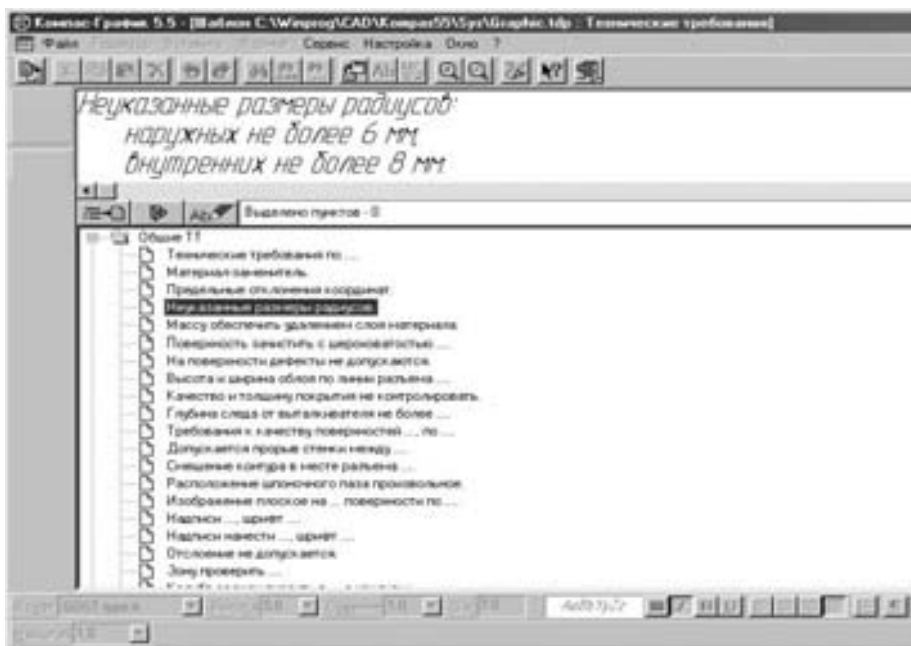 Компас-График 5.5 - [Шаблон C:\Winprog\CAD\Kompas55\Sys\Graphic.tdp : Технические требования]
Файл Сервис Настройка Окно ?
Неуказанные размеры радиусов:
наружных не более 6 мм,
внутренних не более 8 мм.
Выделено пунктов - 0
Общие ТТ
Технические требования по ...
Материал-заменитель.
Предельные отклонения координат
Неуказанные размеры радиусов.
Массу обеспечить удалением слоя материала.
Поверхность зачистить с шероховатостью ...
На поверхности дефекты не допускаются.
Высота и ширина облоя по линии разъема ...
Качество и толщину покрытия не контролировать.
Глубина следа от выталкивателя не более ...
Требования к качеству поверхностей ..., по ...
Допускается прорыв стенки между ...
Смещение контура в месте разъема ...
Расположение шпоночного паза произвольное.
Изображение плоское на ... поверхности по ...
Надписи ..., шрифт ...
Надписи нанести ..., шрифт ...
Отслоение не допускается.
Зону проверить ...